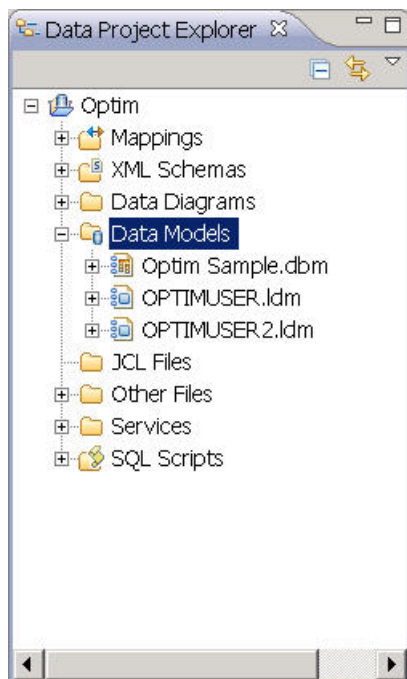 Data Project Explorer
Optim
Mappings
XML Schemas
Data Diagrams
Data Models
Optim Sample.dbm
OPTIMUSER.ldm
OPTIMUSER2.ldm
JCL Files
Other Files
Services
SQL Scripts